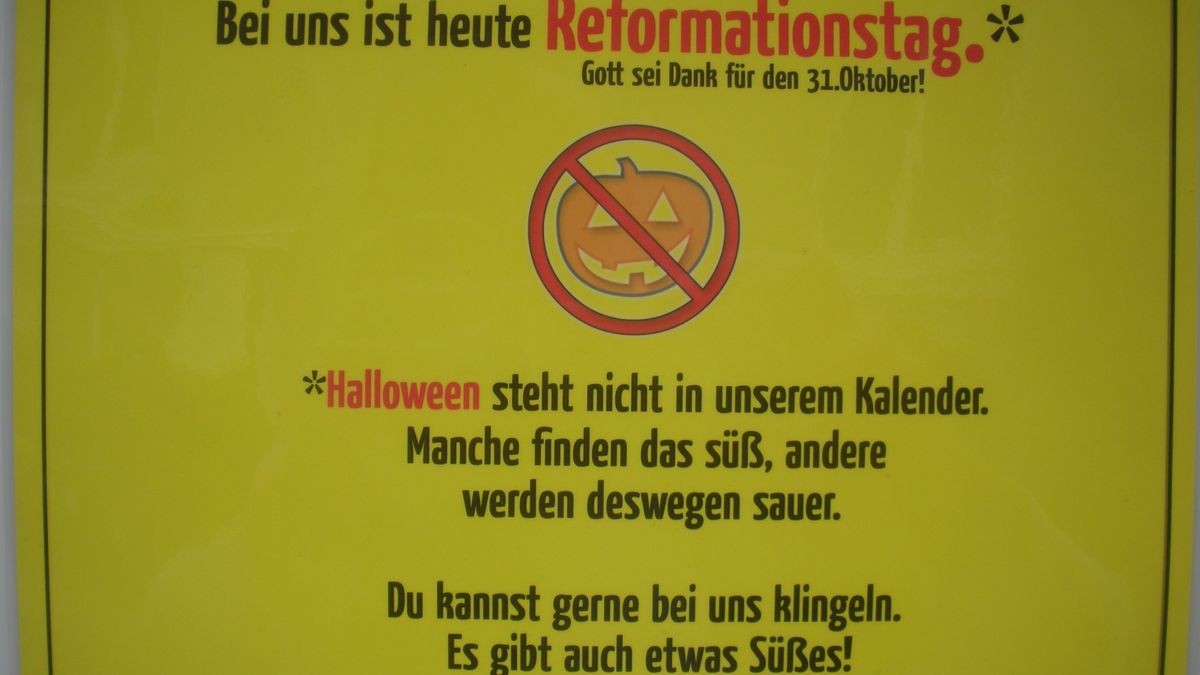 Bei uns ist heute Reformationstag.*
Gott sei Dank für den 31.Oktober!
*Halloween steht nicht in unserem Kalender.
Manche finden das süß, andere
werden deswegen sauer.
Du kannst gerne bei uns klingeln.
Es gibt auch etwas Süßes!